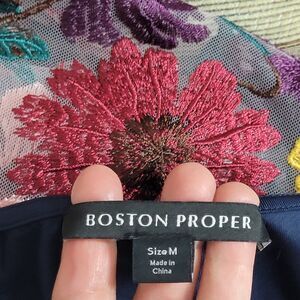 BOSTON PROPER
Size M
Made in
China